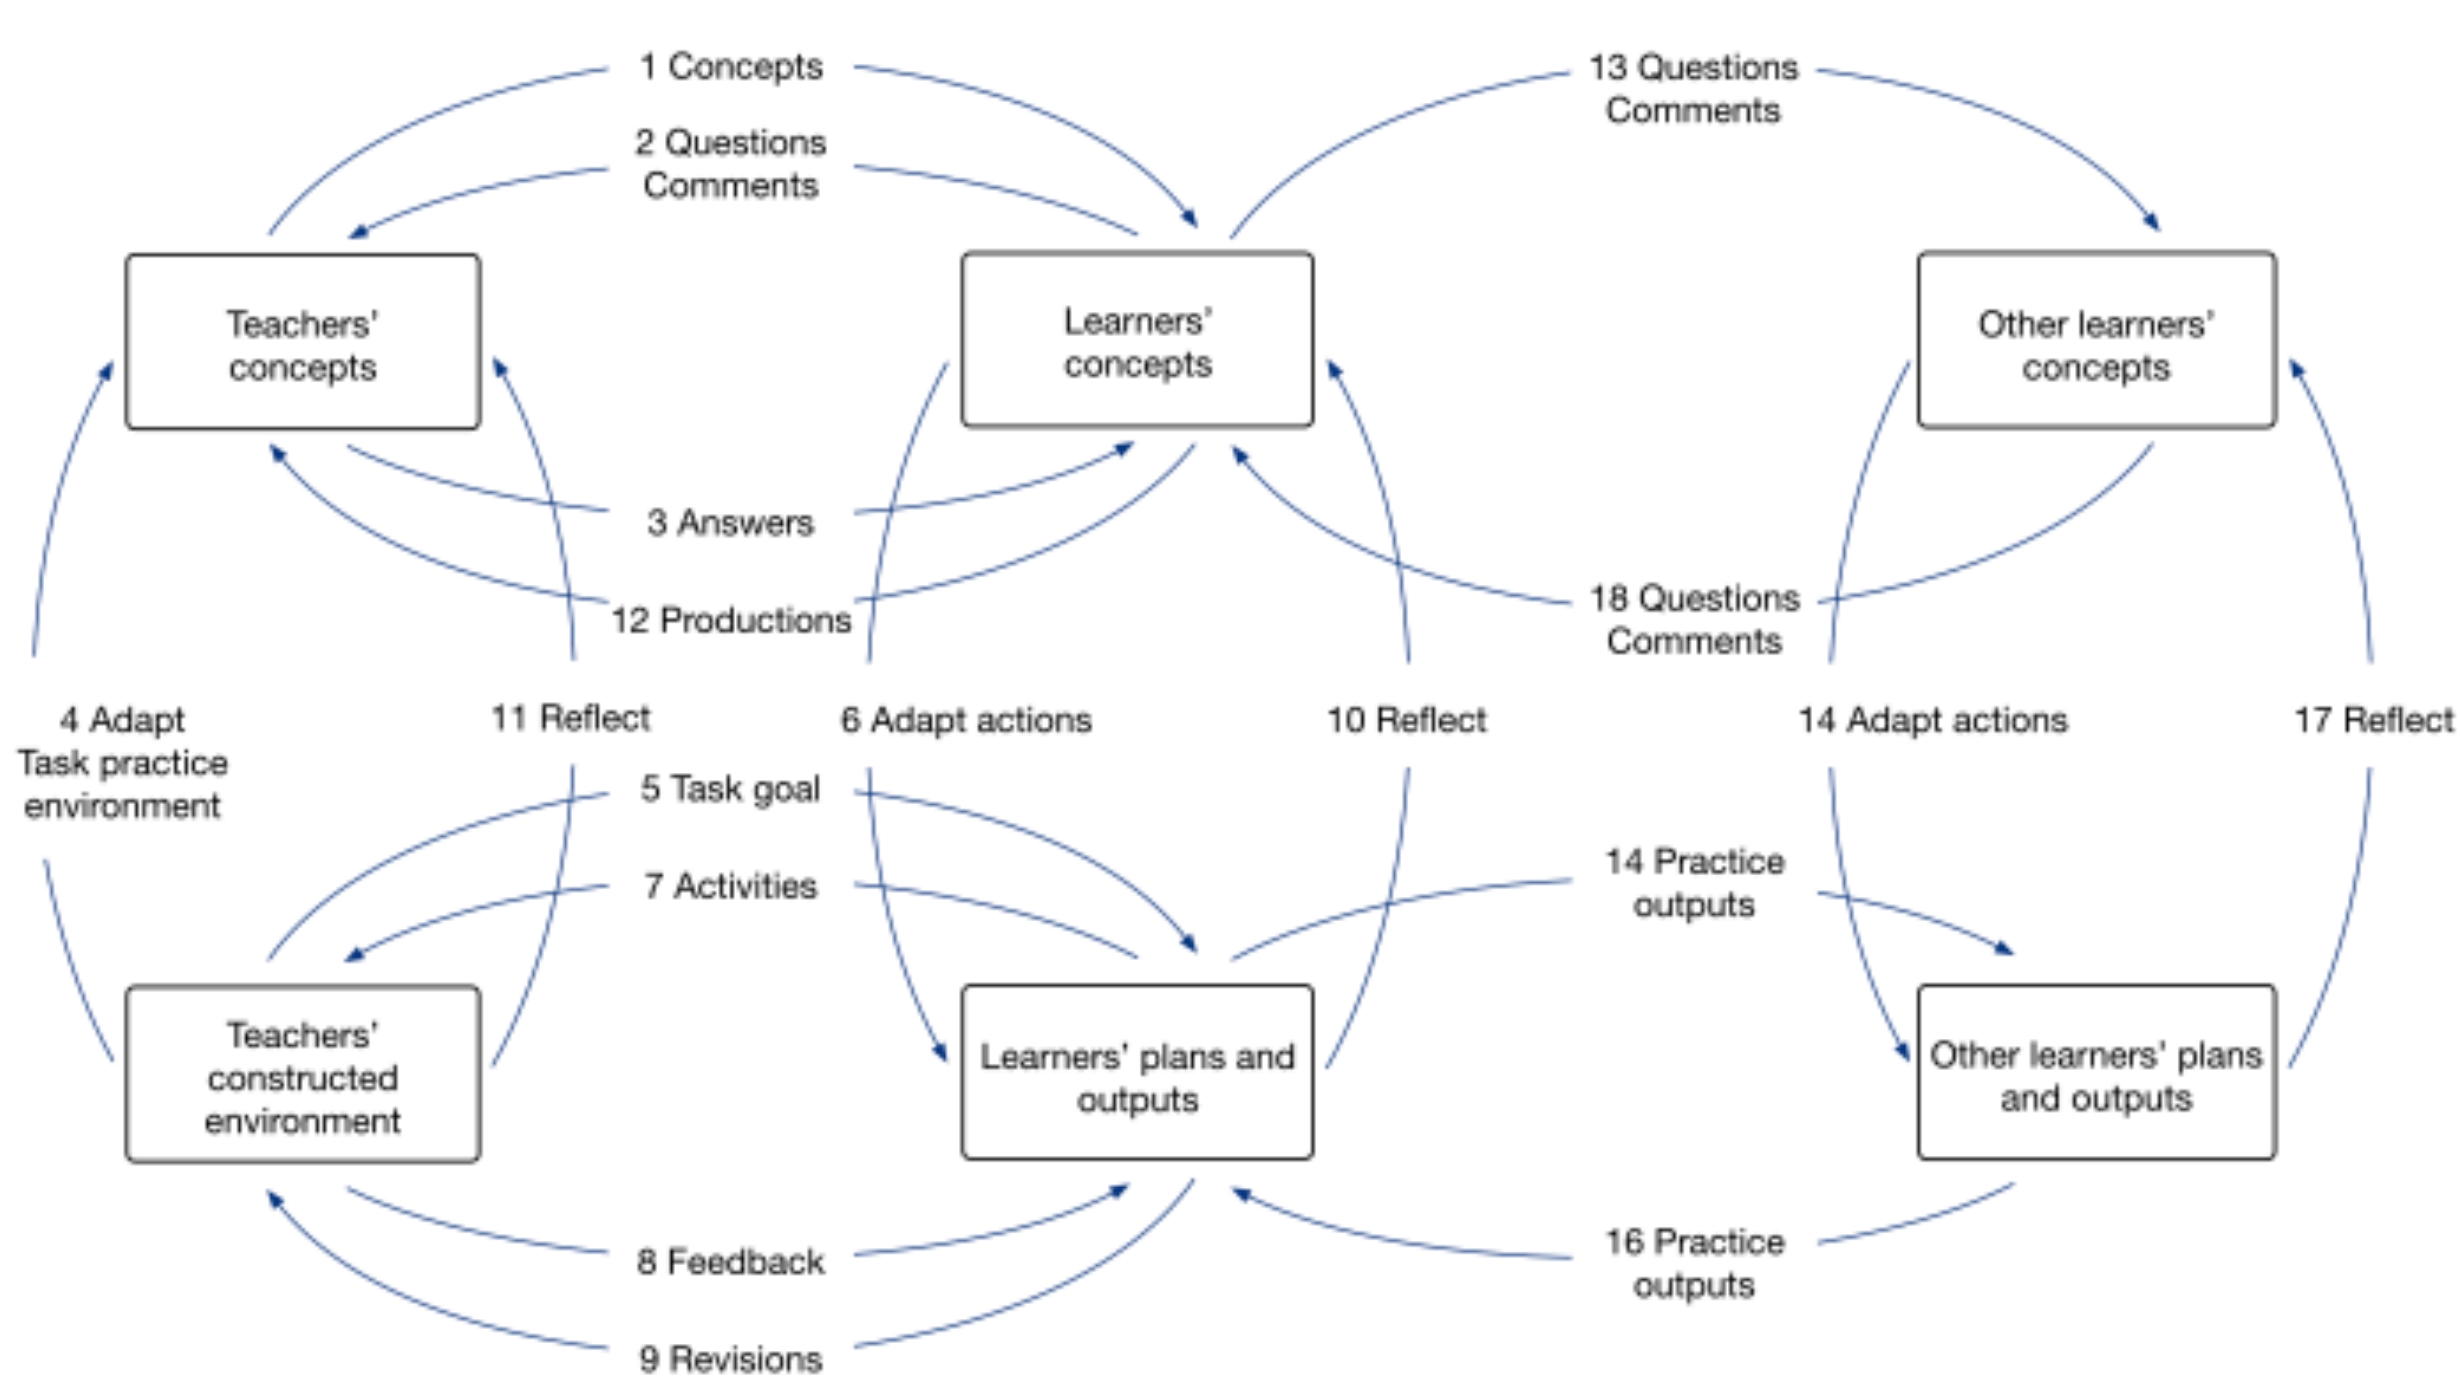 1 Concepts
13 Questions
Comments
2 Questions
Comments
Teachers'
concepts
Learners'
concepts
Other learners'
concepts
3 Answers
12 Productions
18 Questions
Comments
4 Adapt
Task practice
environment
11 Reflect
6 Adapt actions
10 Reflect
14 Adapt actions
17 Reflect
5 Task goal
7 Activities
14 Practice
outputs
Teachers'
constructed
environment
Learners' plans and
outputs
Other learners' plans
and outputs
8 Feedback
16 Practice
outputs
9 Revisions